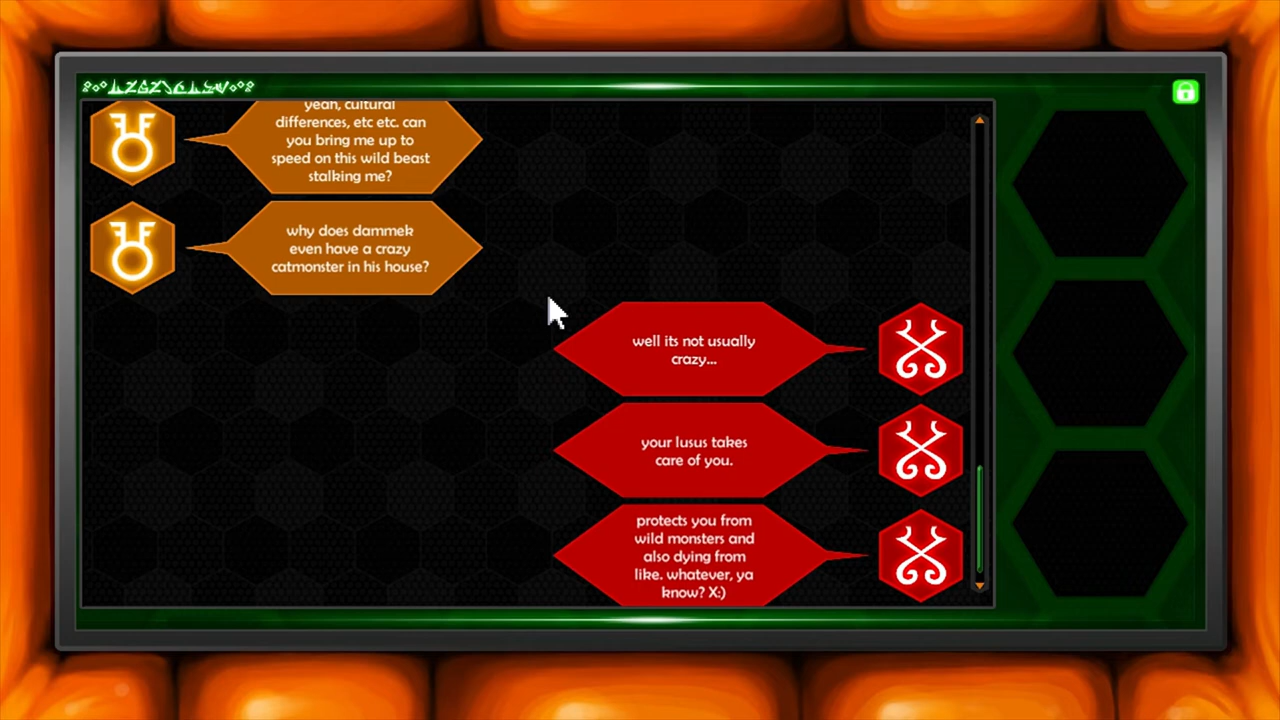 yeah, cultural
differences, etc etc. can
you bring me up to
speed on this wild beast
stalking me?
why does dammek
even have a crazy
catmonster in his house?
well its not usually
crazy...
your lusus takes
care of you.
protects you from
wild monsters and
also dying from
like. whatever, ya
know? X:)